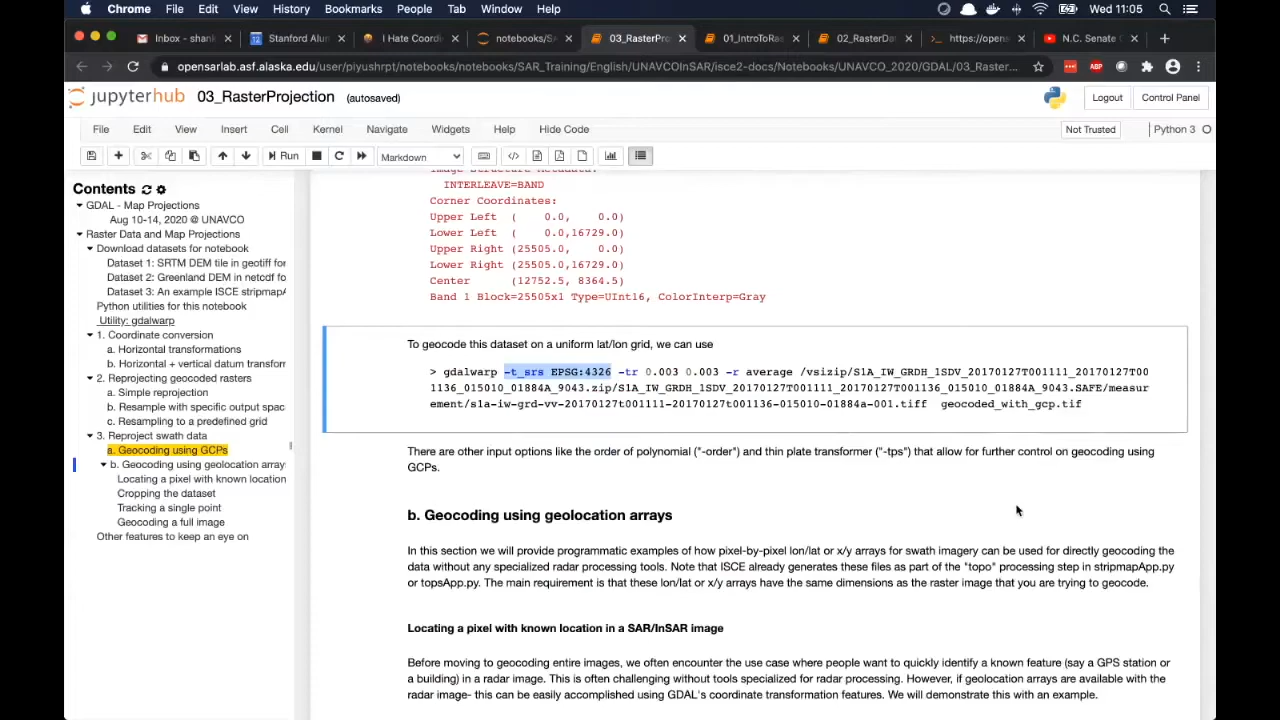 Chrome File Edit View History Bookmarks People Tab Window Help Wed 11:05
Inbox - shank
Stanford Alun
I Hate Coordi
notebooks/SA
03_RasterPro
01_IntroToRas
02_RasterDat
https://opens
N.C. Senate C
opensarlab.asf.alaska.edu/user/piyushrpt/notebooks/notebooks/SAR_Training/English/UNAVCOInSAR/isce2-docs/Notebooks/UNAVCO_2020/GDAL/03_Raster...
ABP
jupyterhub 03_RasterProjection (autosaved)
Logout Control Panel
File Edit View Insert Cell Kernel Navigate Widgets Help Hide Code
Not Trusted Python 3
Run Markdown
Contents
GDAL - Map Projections
Aug 10-14, 2020 @ UNAVCO
Raster Data and Map Projections
Download datasets for notebook
Dataset 1: SRTM DEM tile in geotiff for
Dataset 2: Greenland DEM in netcdf fo
Dataset 3: An example ISCE stripmapA
Python utilities for this notebook
Utility: gdalwarp
1. Coordinate conversion
a. Horizontal transformations
b. Horizontal + vertical datum transform
2. Reprojecting geocoded rasters
a. Simple reprojection
b. Resample with specific output spac
c. Resampling to a predefined grid
3. Reproject swath data
a. Geocoding using GCPs
b. Geocoding using geolocation array
Locating a pixel with known location
Cropping the dataset
Tracking a single point
Geocoding a full image
Other features to keep an eye on
Image Structure Metadata:
INTERLEAVE=BAND
Corner Coordinates:
Upper Left ( 0.0, 0.0)
Lower Left ( 0.0,16729.0)
Upper Right (25505.0, 0.0)
Lower Right (25505.0,16729.0)
Center (12752.5, 8364.5)
Band 1 Block=25505x1 Type=UInt16, ColorInterp=Gray
To geocode this dataset on a uniform lat/lon grid, we can use
> gdalwarp -t_srs EPSG:4326 -tr 0.003 0.003 -r average /vsizip/S1A_IW_GRDH_1SDV_20170127T001111_20170127T00
1136_015010_01884A_9043.zip/S1A_IW_GRDH_1SDV_20170127T001111_20170127T001136_015010_01884A_9043.SAFE/measur
ement/s1a-iw-grd-vv-20170127t001111-20170127t001136-015010-01884a-001.tiff geocoded_with_gcp.tif
There are other input options like the order of polynomial ("-order") and thin plate transformer ("-tps") that allow for further control on geocoding using
GCPs.
b. Geocoding using geolocation arrays
In this section we will provide programmatic examples of how pixel-by-pixel lon/lat or x/y arrays for swath imagery can be used for directly geocoding the
data without any specialized radar processing tools. Note that ISCE already generates these files as part of the "topo" processing step in stripmapApp.py
or topsApp.py. The main requirement is that these lon/lat or x/y arrays have the same dimensions as the raster image that you are trying to geocode.
Locating a pixel with known location in a SAR/InSAR image
Before moving to geocoding entire images, we often encounter the use case where people want to quickly identify a known feature (say a GPS station or
a building) in a radar image. This is often challenging without tools specialized for radar processing. However, if geolocation arrays are available with the
radar image- this can be easily accomplished using GDAL's coordinate transformation features. We will demonstrate this with an example.